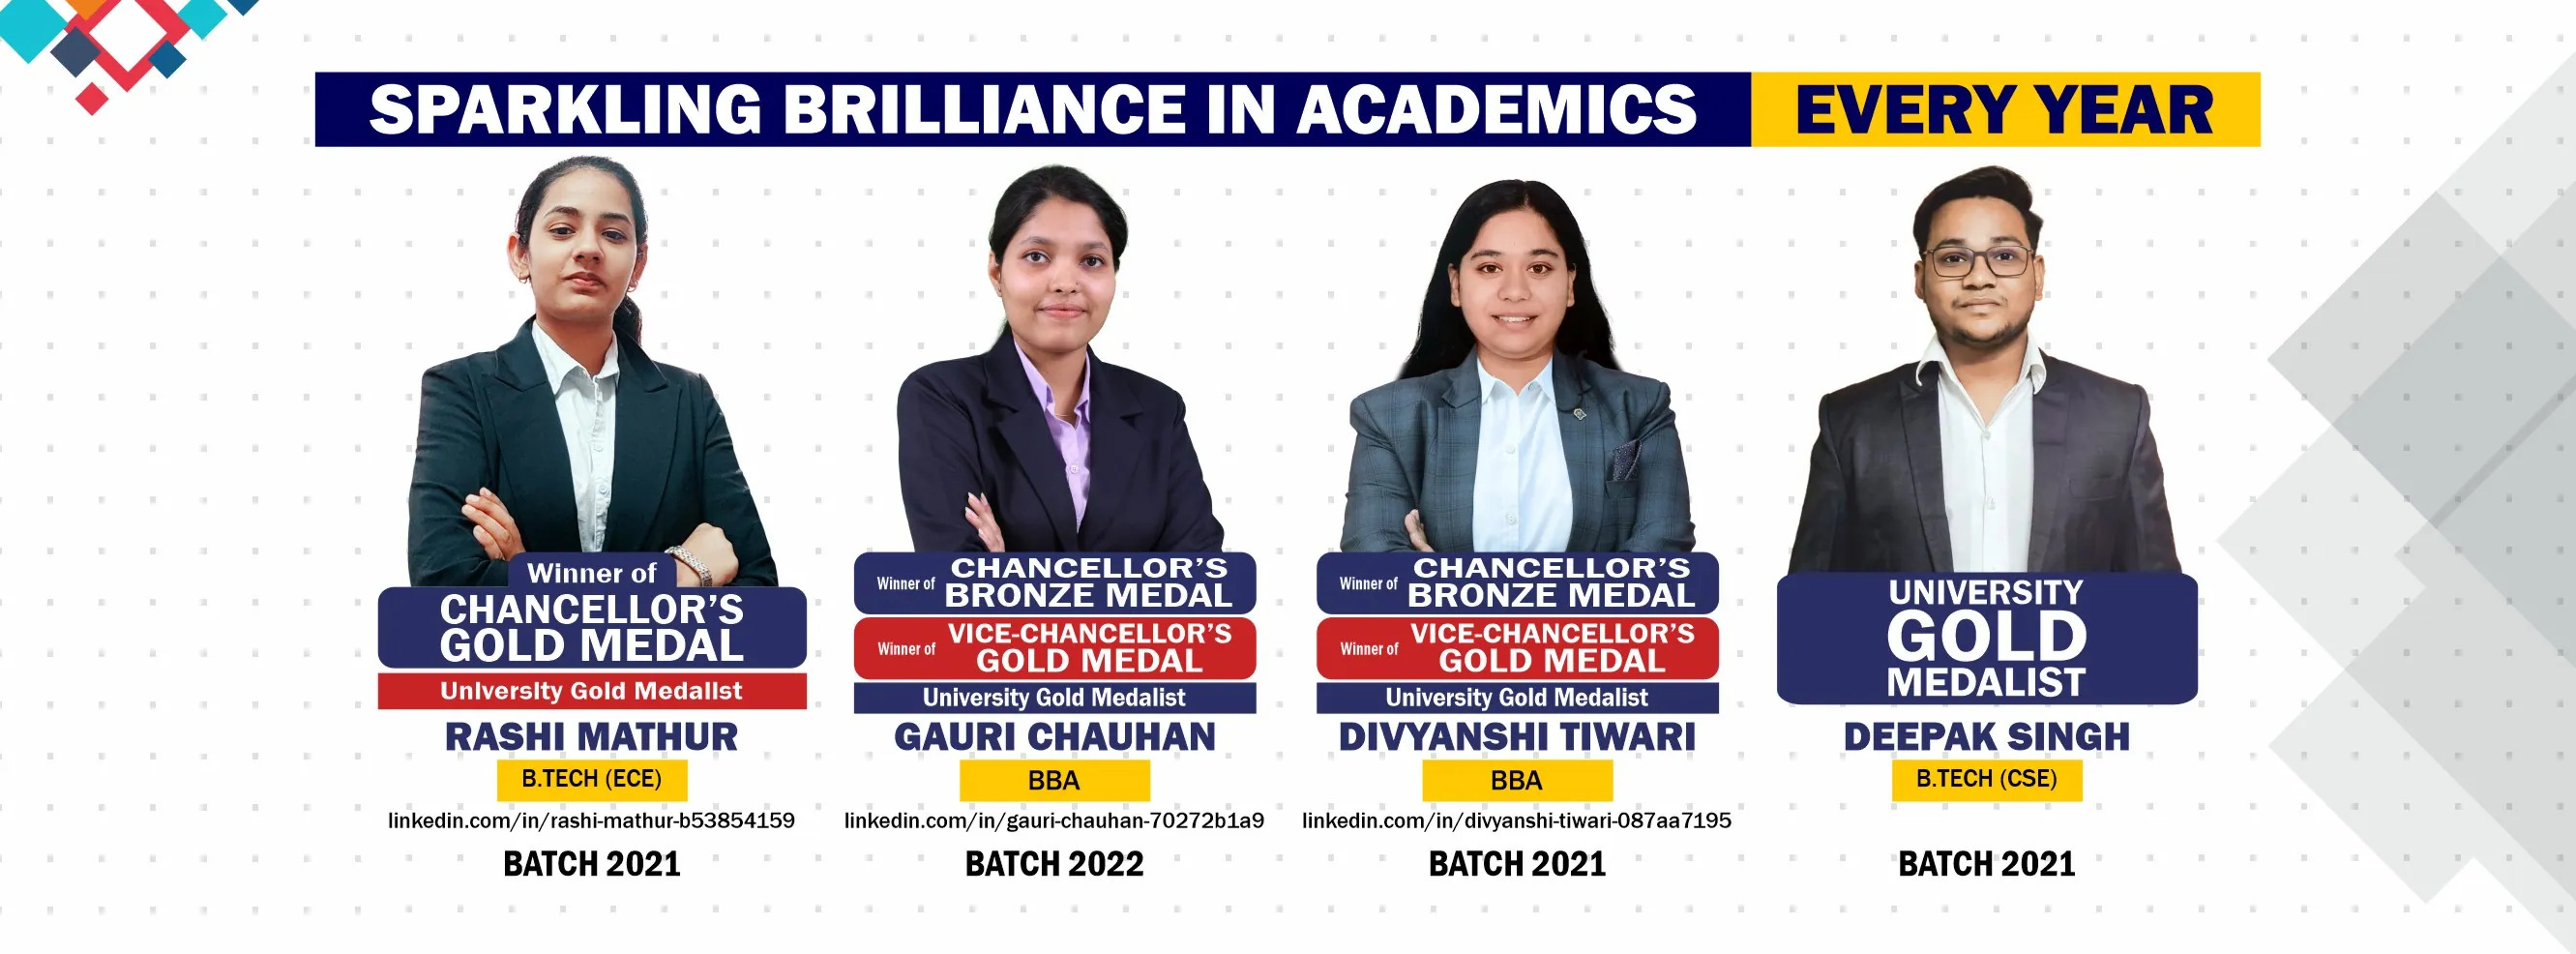 SPARKLING BRILLIANCE IN ACADEMICS EVERY YEAR
Winner of
CHANCELLOR'S
GOLD MEDAL
University Gold Medalist
RASHI MATHUR
B.TECH (ECE)
linkedin.com/in/rashi-mathur-b53854159
BATCH 2021
Winner of CHANCELLOR'S
BRONZE MEDAL
Winner of VICE-CHANCELLOR'S
GOLD MEDAL
University Gold Medalist
GAURI CHAUHAN
BBA
linkedin.com/in/gauri-chauhan-70272b1a9
BATCH 2022
Winner of CHANCELLOR'S
BRONZE MEDAL
Winner of VICE-CHANCELLOR'S
GOLD MEDAL
University Gold Medalist
DIVYANSHI TIWARI
BBA
linkedin.com/in/divyanshi-tiwari-087aa7195
BATCH 2021
UNIVERSITY
GOLD
MEDALIST
DEEPAK SINGH
B.TECH (CSE)
BATCH 2021